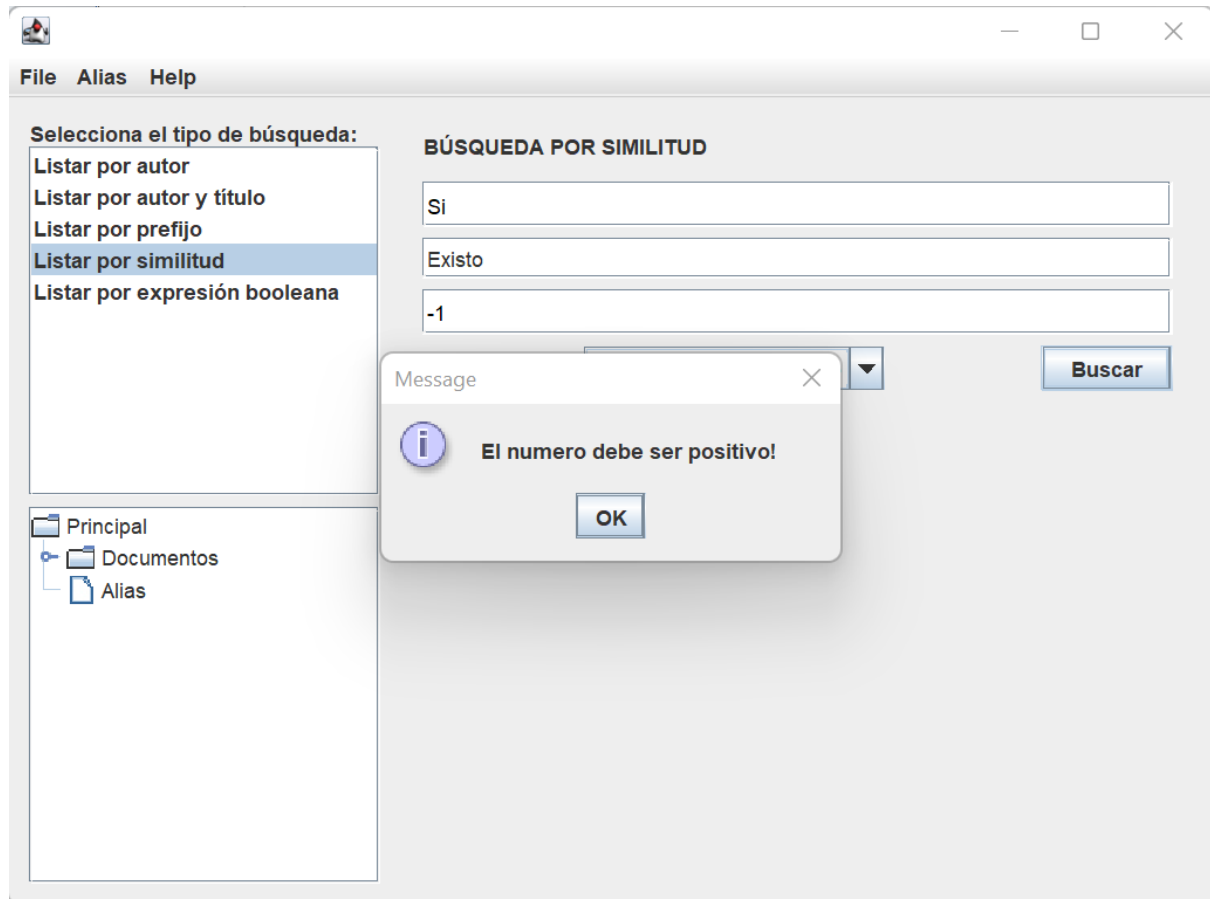 File Alias Help
Selecciona el tipo de búsqueda:
Listar por autor
Listar por autor y título
Listar por prefijo
Listar por similitud
Listar por expresión booleana
BÚSQUEDA POR SIMILITUD
Si
Existo
-1
Buscar
Message
El numero debe ser positivo!
OK
Principal
Documentos
Alias